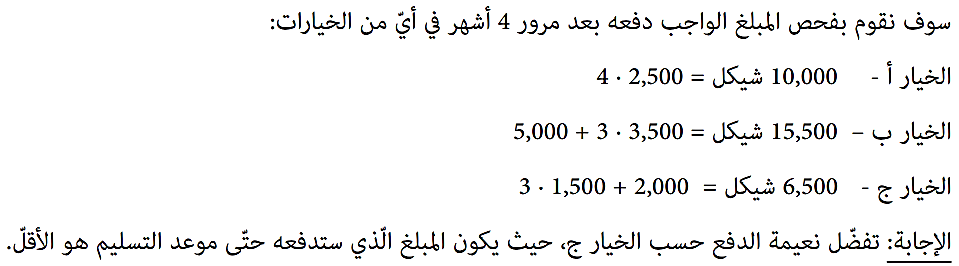 سوف نقوم بفحص المبلغ الواجب دفعه بعد مرور 4 أشهر في أيّ من الخيارات:
الخيار أ - 10,000 شيكل = 2,500 · 4
الخيار ب – 15,500 شيكل = 3,500 · 3 + 5,000
الخيار ج - 6,500 شيكل = 2,000 + 1,500 · 3
الإجابة: تفضّل نعيمة الدفع حسب الخيار ج، حيث يكون المبلغ الّذي ستدفعه حتّى موعد التسليم هو الأقلّ.